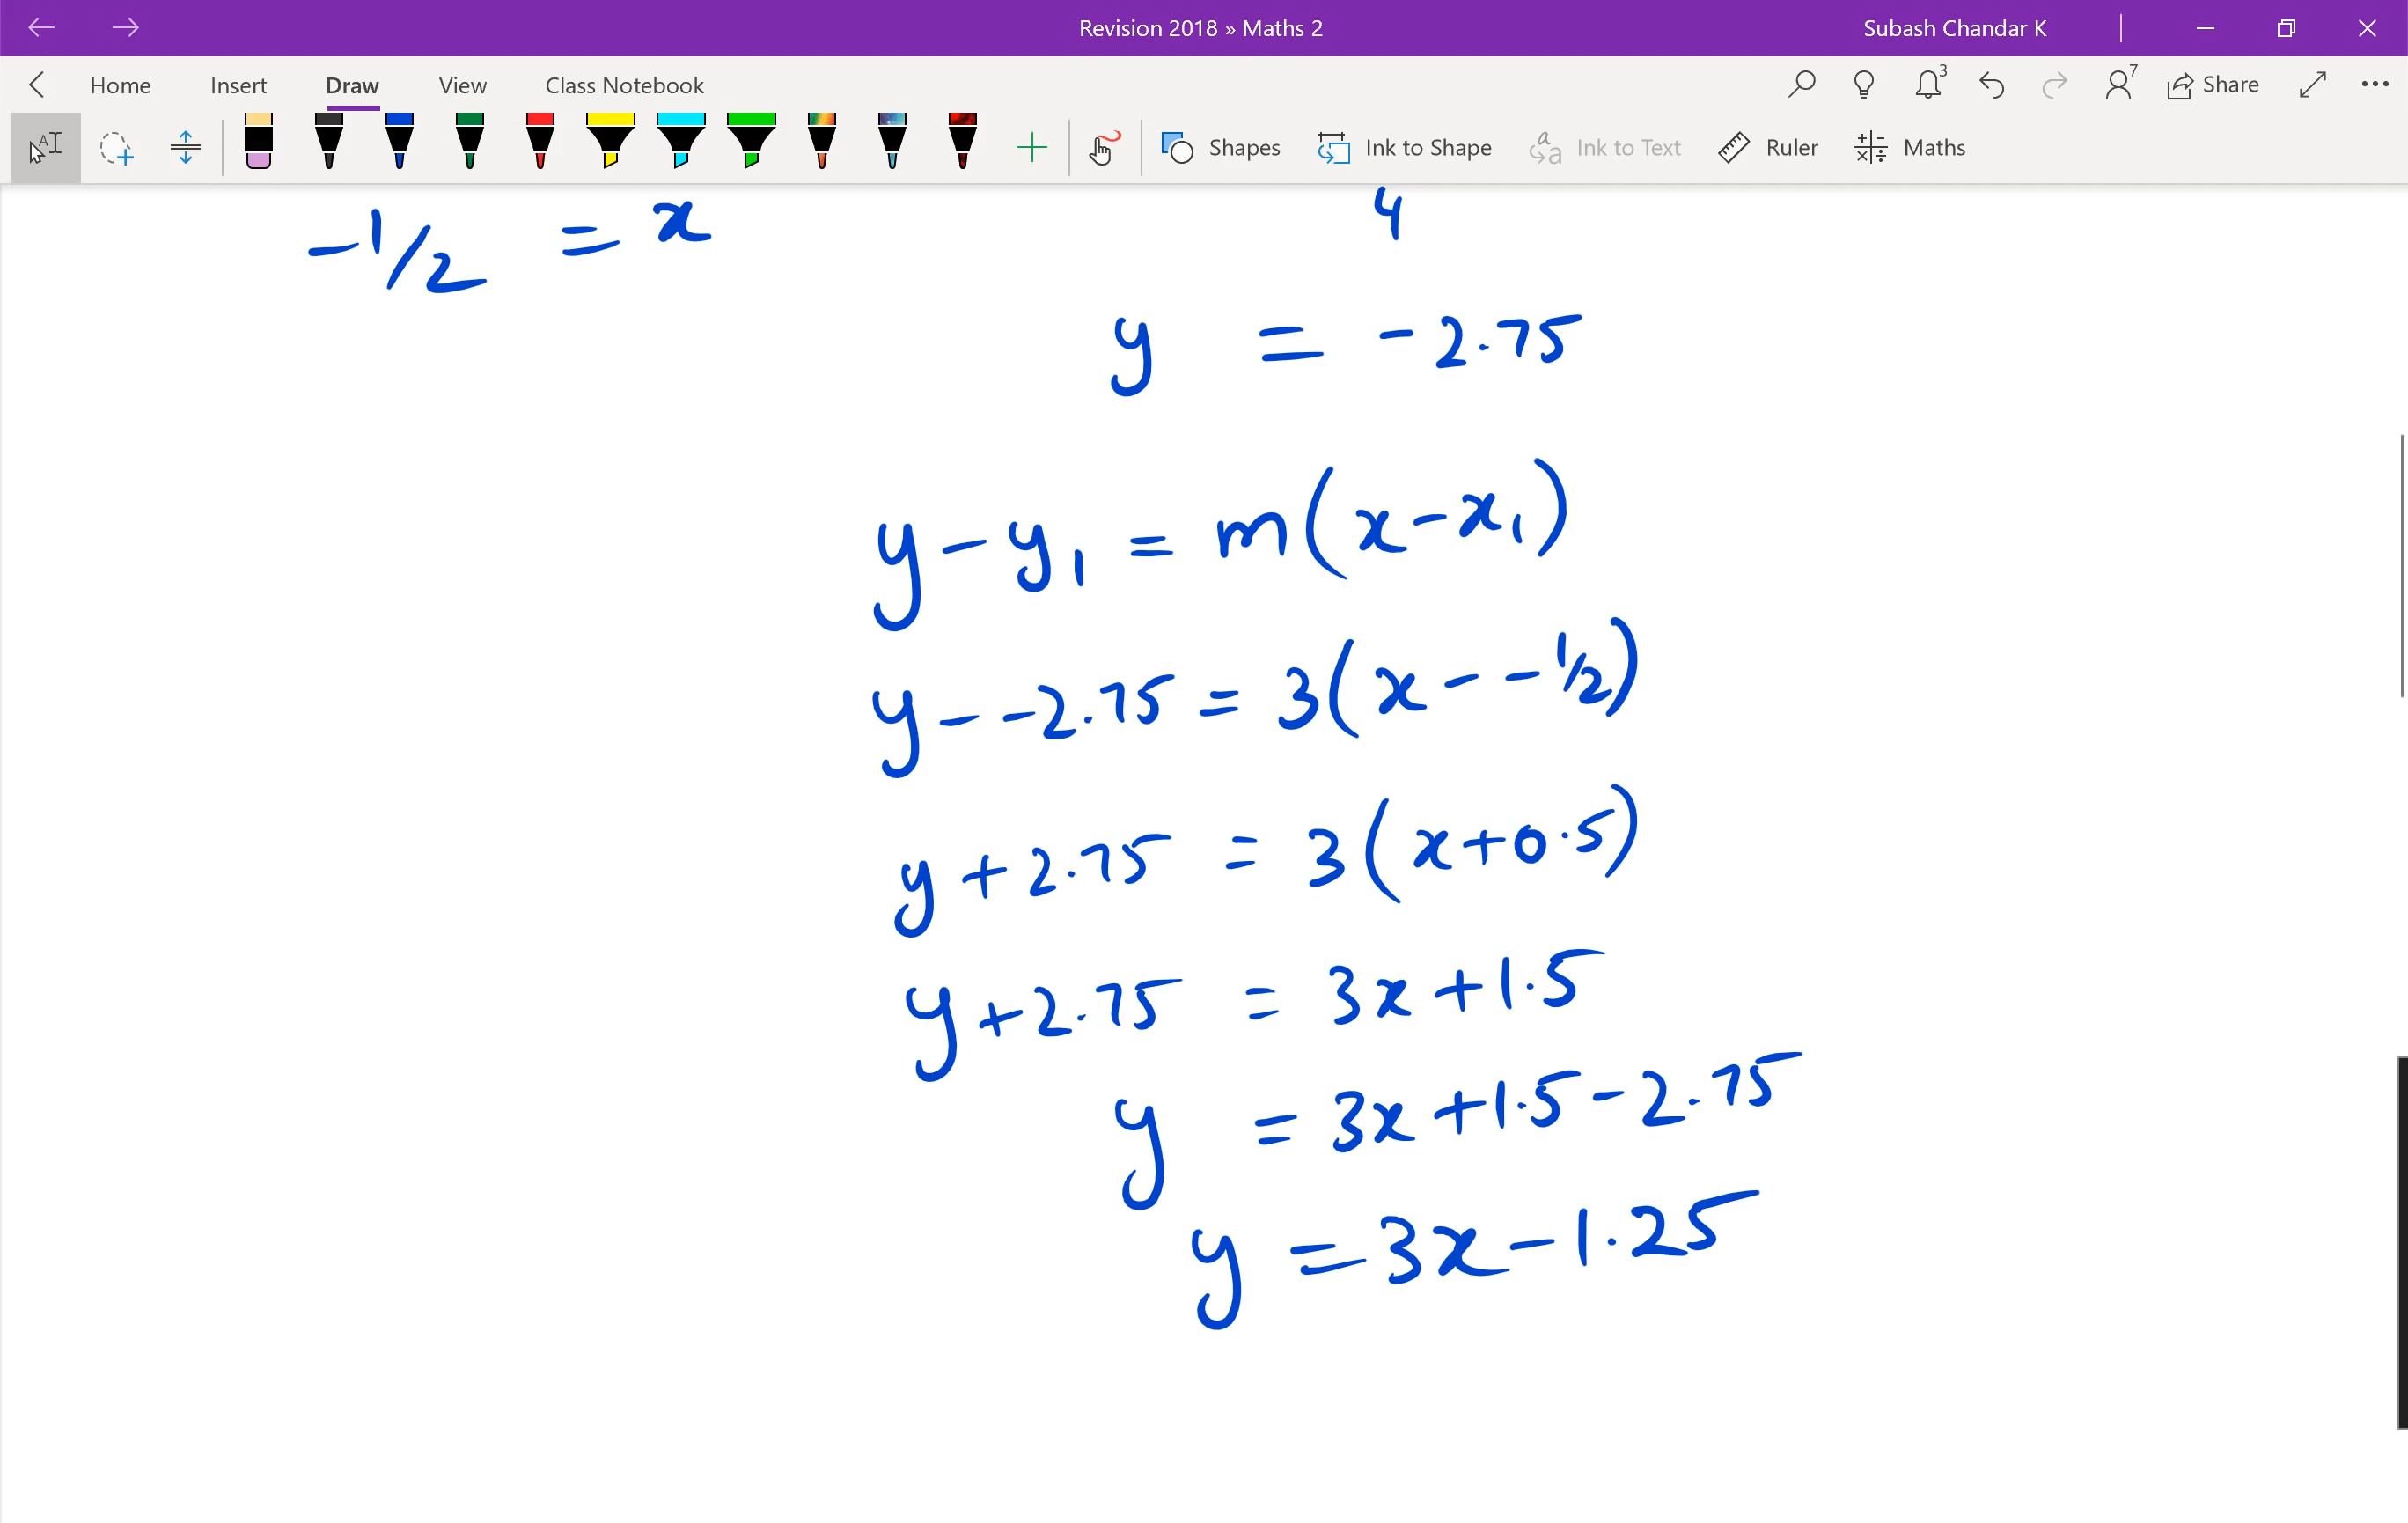 Revision 2018 » Maths 2 Subash Chandar K
Home Insert Draw View Class Notebook 3 7 Share
Shapes Ink to Shape Ink to Text Ruler Maths
-1/2 = x
4
y = -2.75
y - y₁ = m(x - x₁)
y - -2.75 = 3(x - -1/2)
y + 2.75 = 3(x + 0.5)
y + 2.75 = 3x + 1.5
y = 3x + 1.5 - 2.75
y = 3x - 1.25